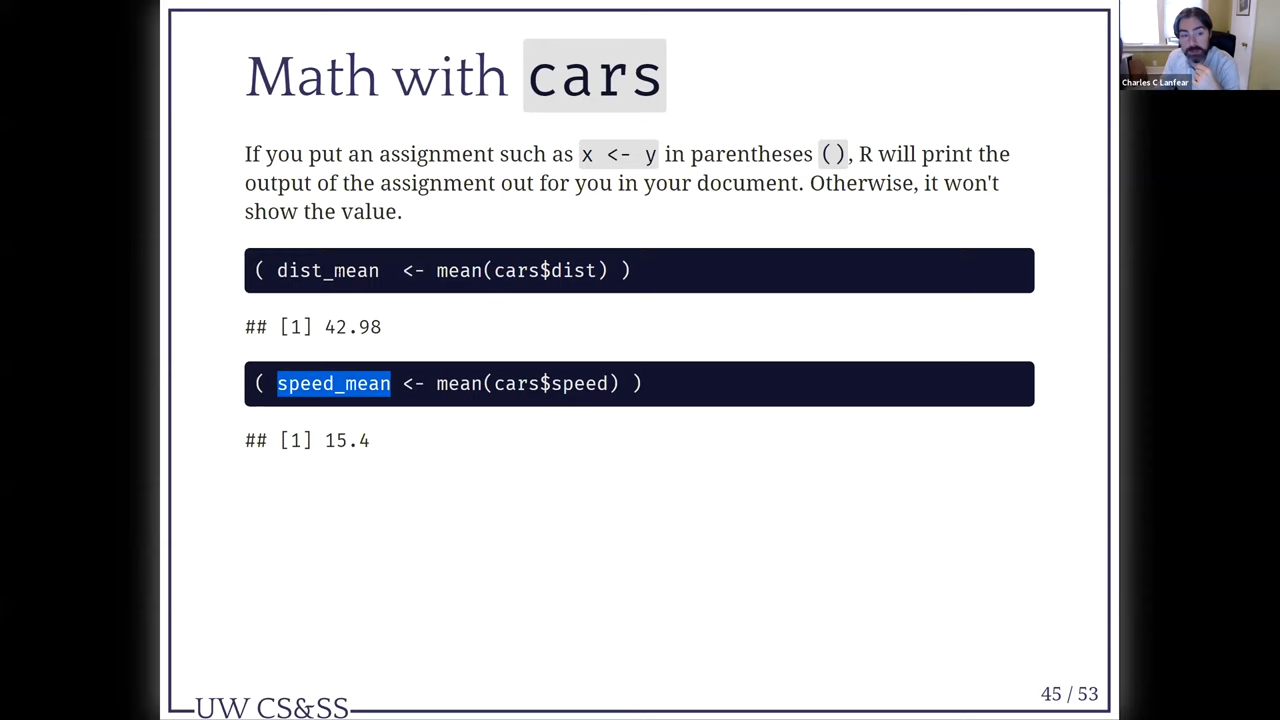 Math with cars
Charles C Lanfear
If you put an assignment such as x <- y in parentheses (), R will print the
output of the assignment out for you in your document. Otherwise, it won't
show the value.
( dist_mean  <- mean(cars$dist) )
## [1] 42.98
( speed_mean <- mean(cars$speed) )
## [1] 15.4
45 / 53
UW CS&SS